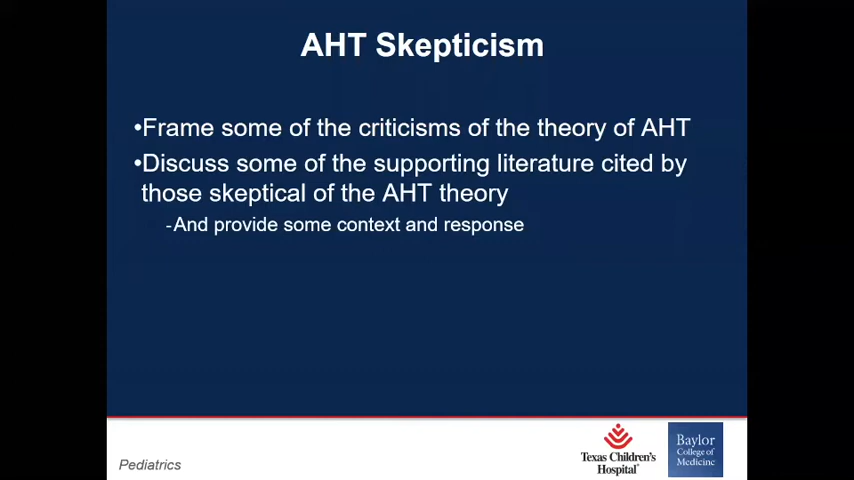 AHT Skepticism
•Frame some of the criticisms of the theory of AHT
•Discuss some of the supporting literature cited by
those skeptical of the AHT theory
-And provide some context and response
Pediatrics
Texas Children's
Hospital®
Baylor
College of
Medicine